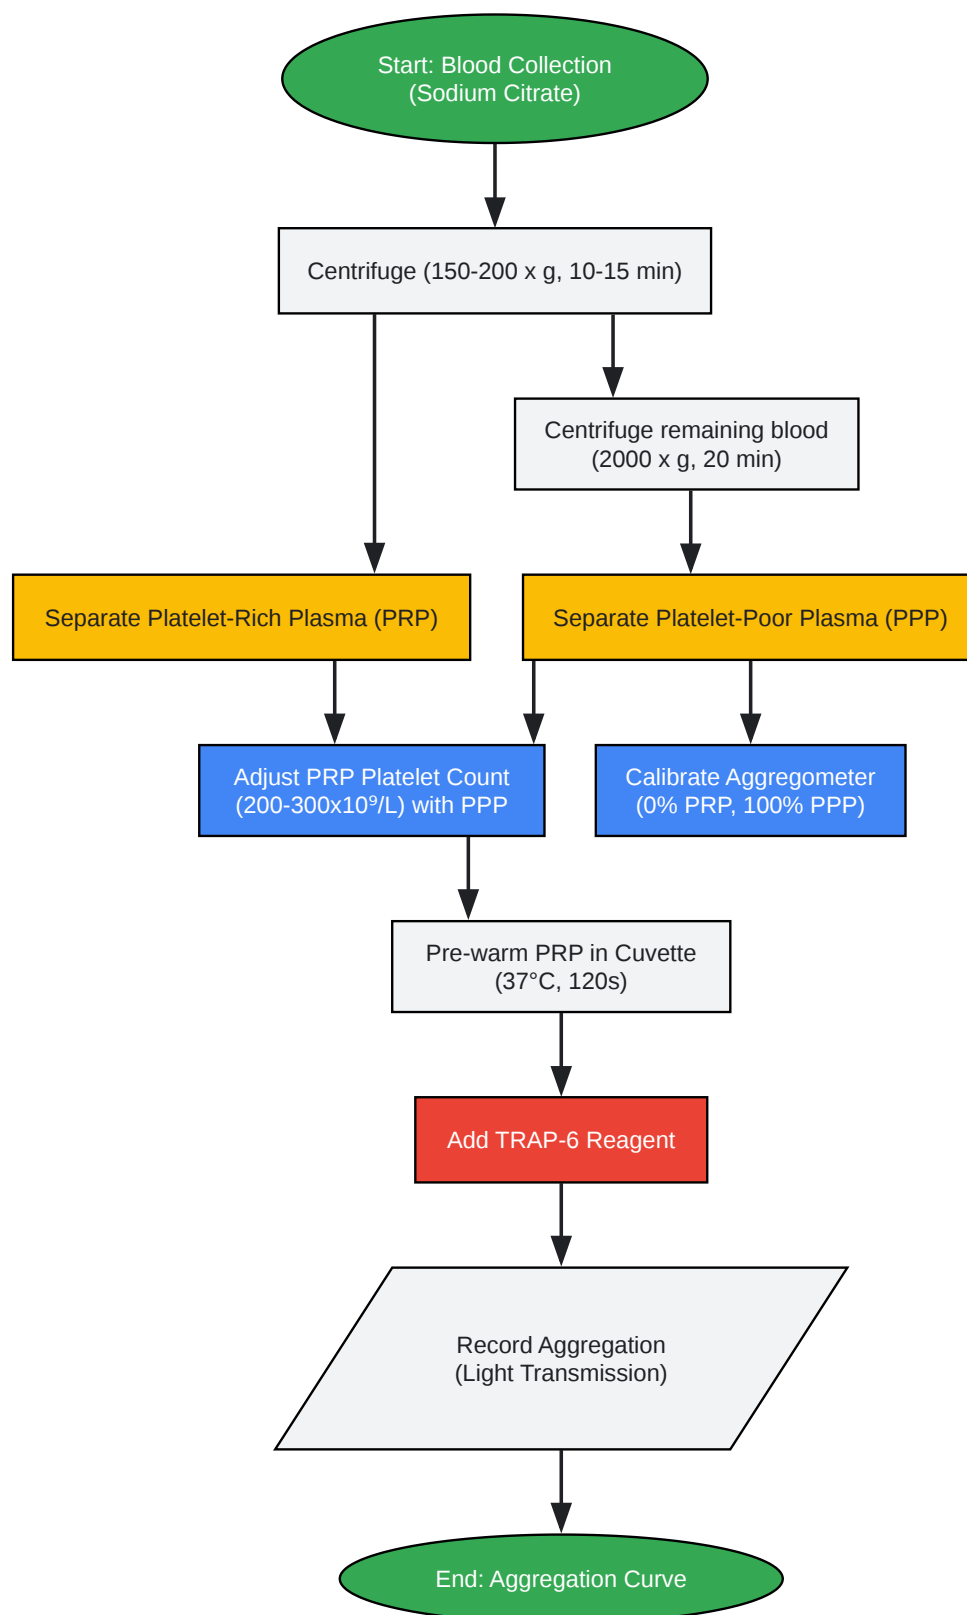 Start: Blood Collection
(Sodium Citrate)
Centrifuge (150-200 x g, 10-15 min)
Centrifuge remaining blood
(2000 x g, 20 min)
Separate Platelet-Rich Plasma (PRP)
Separate Platelet-Poor Plasma (PPP)
Adjust PRP Platelet Count
(200-300x10⁹/L) with PPP
Calibrate Aggregometer
(0% PRP, 100% PPP)
Pre-warm PRP in Cuvette
(37°C, 120s)
Add TRAP-6 Reagent
Record Aggregation
(Light Transmission)
End: Aggregation Curve